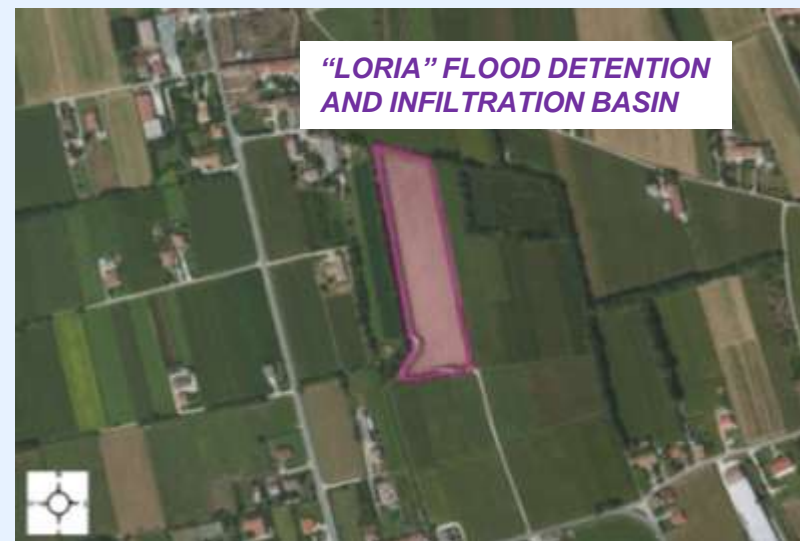 “LORIA” FLOOD DETENTION
AND INFILTRATION BASIN